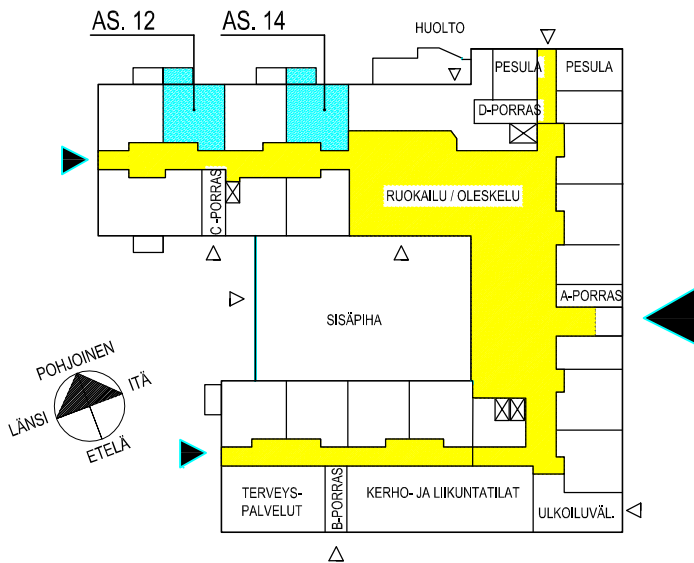 AS. 12
AS. 14
HUOLTO
PESULA
PESULA
D-PORRAS
C -PORRAS
RUOKAILU / OLESKELU
A-PORRAS
SISÄPIHA
POHJOINEN
ITÄ
LÄNSI
ETELÄ
TERVEYS-
PALVELUT
B-PORRAS
KERHO- JA LIIKUNTATILAT
ULKOILUVÄL.